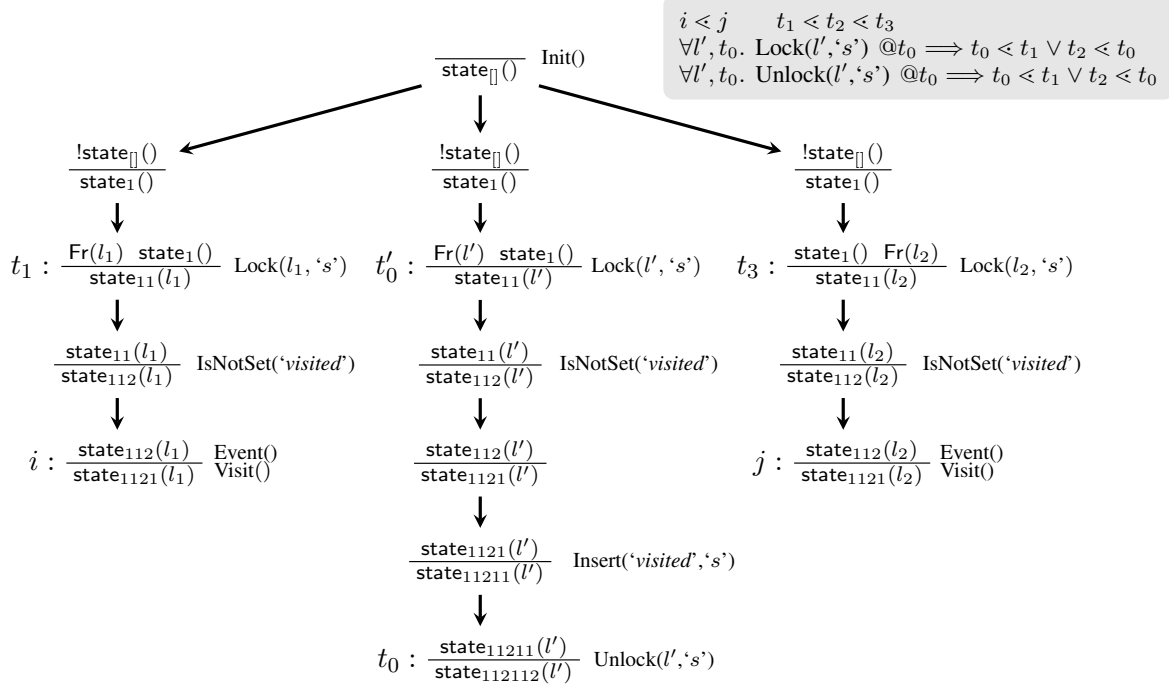 i ⋖ j t₁ ⋖ t₂ ⋖ t₃
∀l′, t₀. Lock(l′,‘s’) @t₀ ⟹ t₀ ⋖ t₁ ∨ t₂ ⋖ t₀
∀l′, t₀. Unlock(l′,‘s’) @t₀ ⟹ t₀ ⋖ t₁ ∨ t₂ ⋖ t₀
Init()
state[]()
!state[]()
state₁()
!state[]()
state₁()
!state[]()
state₁()
t₁ : Fr(l₁) state₁() Lock(l₁, ‘s’)
state₁₁(l₁)
t′₀ : Fr(l′) state₁() Lock(l′, ‘s’)
state₁₁(l′)
t₃ : state₁() Fr(l₂) Lock(l₂, ‘s’)
state₁₁(l₂)
state₁₁(l₁) IsNotSet(‘visited’)
state₁₁₂(l₁)
state₁₁(l′) IsNotSet(‘visited’)
state₁₁₂(l′)
state₁₁(l₂) IsNotSet(‘visited’)
state₁₁₂(l₂)
i : state₁₁₂(l₁) Event()
state₁₁₂₁(l₁) Visit()
state₁₁₂(l′)
state₁₁₂₁(l′)
j : state₁₁₂(l₂) Event()
state₁₁₂₁(l₂) Visit()
state₁₁₂₁(l′) Insert(‘visited’,‘s’)
state₁₁₂₁₁(l′)
t₀ : state₁₁₂₁₁(l′) Unlock(l′,‘s’)
state₁₁₂₁₁₂(l′)